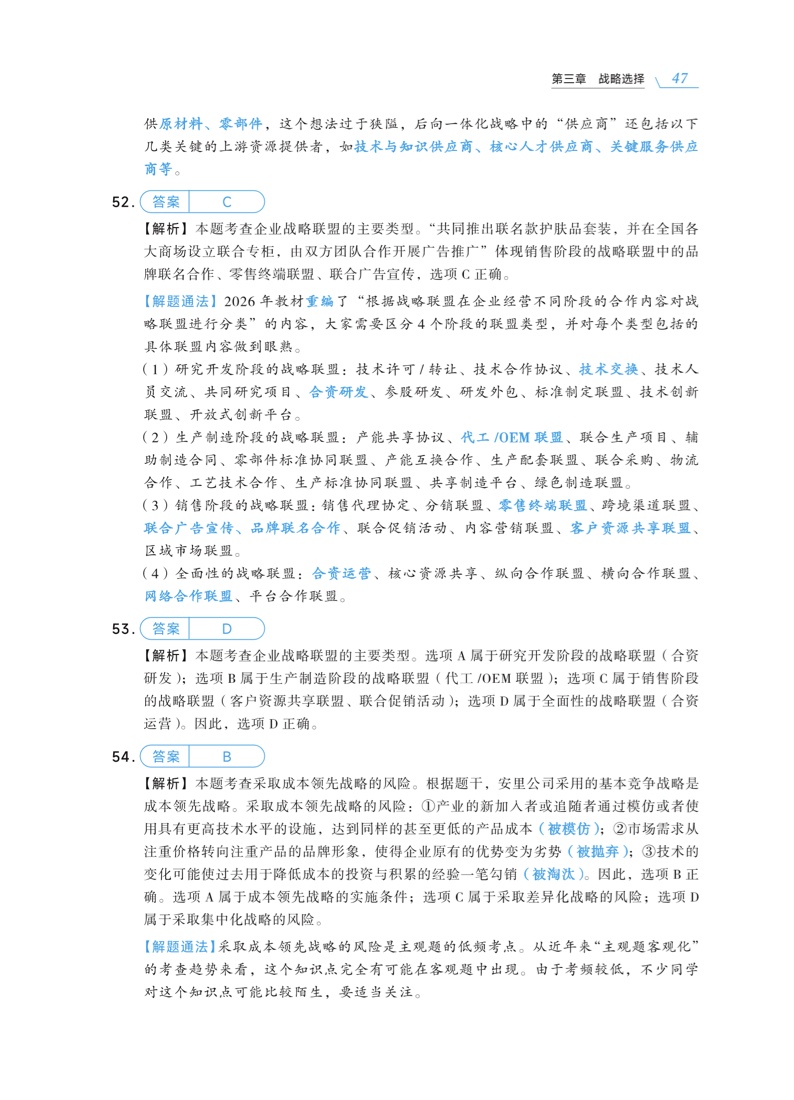 第三章 战略选择 47
供原材料、零部件，这个想法过于狭隘，后向一体化战略中的“供应商”还包括以下
几类关键的上游资源提供者，如技术与知识供应商、核心人才供应商、关键服务供应
商等。
52. 答案 C
【解析】本题考查企业战略联盟的主要类型。“共同推出联名款护肤品套装，并在全国各
大商场设立联合专柜，由双方团队合作开展广告推广”体现销售阶段的战略联盟中的品
牌联名合作、零售终端联盟、联合广告宣传，选项 C 正确。
【解题通法】2026 年教材重编了“根据战略联盟在企业经营不同阶段的合作内容对战
略联盟进行分类”的内容，大家需要区分 4 个阶段的联盟类型，并对每个类型包括的
具体联盟内容做到眼熟。
（1）研究开发阶段的战略联盟：技术许可 / 转让、技术合作协议、技术交换、技术人
员交流、共同研究项目、合资研发、参股研发、研发外包、标准制定联盟、技术创新
联盟、开放式创新平台。
（2）生产制造阶段的战略联盟：产能共享协议、代工 /OEM 联盟、联合生产项目、辅
助制造合同、零部件标准协同联盟、产能互换合作、生产配套联盟、联合采购、物流
合作、工艺技术合作、生产标准协同联盟、共享制造平台、绿色制造联盟。
（3）销售阶段的战略联盟：销售代理协定、分销联盟、零售终端联盟、跨境渠道联盟、
联合广告宣传、品牌联名合作、联合促销活动、内容营销联盟、客户资源共享联盟、
区域市场联盟。
（4）全面性的战略联盟：合资运营、核心资源共享、纵向合作联盟、横向合作联盟、
网络合作联盟、平台合作联盟。
53. 答案 D
【解析】本题考查企业战略联盟的主要类型。选项 A 属于研究开发阶段的战略联盟（合资
研发）；选项 B 属于生产制造阶段的战略联盟（代工 /OEM 联盟）；选项 C 属于销售阶段
的战略联盟（客户资源共享联盟、联合促销活动）；选项 D 属于全面性的战略联盟（合资
运营）。因此，选项 D 正确。
54. 答案 B
【解析】本题考查采取成本领先战略的风险。根据题干，安里公司采用的基本竞争战略是
成本领先战略。采取成本领先战略的风险：①产业的新加入者或追随者通过模仿或者使
用具有更高技术水平的设施，达到同样的甚至更低的产品成本（被模仿）；②市场需求从
注重价格转向注重产品的品牌形象，使得企业原有的优势变为劣势（被抛弃）；③技术的
变化可能使过去用于降低成本的投资与积累的经验一笔勾销（被淘汰）。因此，选项 B 正
确。选项 A 属于成本领先战略的实施条件；选项 C 属于采取差异化战略的风险；选项 D
属于采取集中化战略的风险。
【解题通法】采取成本领先战略的风险是主观题的低频考点。从近年来“主观题客观化”
的考查趋势来看，这个知识点完全有可能在客观题中出现。由于考频较低，不少同学
对这个知识点可能比较陌生，要适当关注。